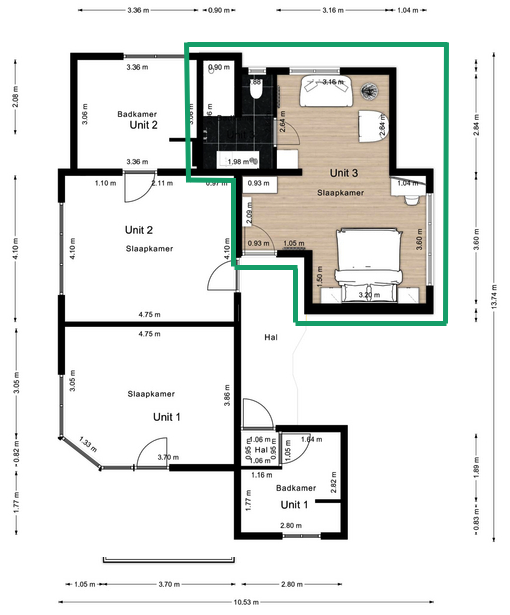 3.36 m
0.90 m
3.16 m
1.04 m
3.36 m
0.90 m
3.16 m
2.08 m
3.06 m
Badkamer
Unit 2
3.06 m
2.64 m
2.84 m
2.84 m
1.98 m
3.36 m
1.10 m
2.11 m
0.97 m
0.93 m
Unit 3
Slaapkamer
1.04 m
2.09 m
Unit 2
Slaapkamer
4.10 m
4.10 m
4.10 m
0.93 m
1.05 m
3.60 m
3.60 m
1.50 m
3.20 m
13.74 m
4.75 m
4.75 m
Hal
3.05 m
3.05 m
Slaapkamer
3.86 m
Unit 1
1.33 m
3.70 m
0.82 m
1.06 m
1.64 m
0.95 m
Hal
0.95 m
1.05 m
1.06 m
1.16 m
1.89 m
Badkamer
2.82 m
1.77 m
1.77 m
Unit 1
2.80 m
0.83 m
1.05 m
3.70 m
2.80 m
10.53 m